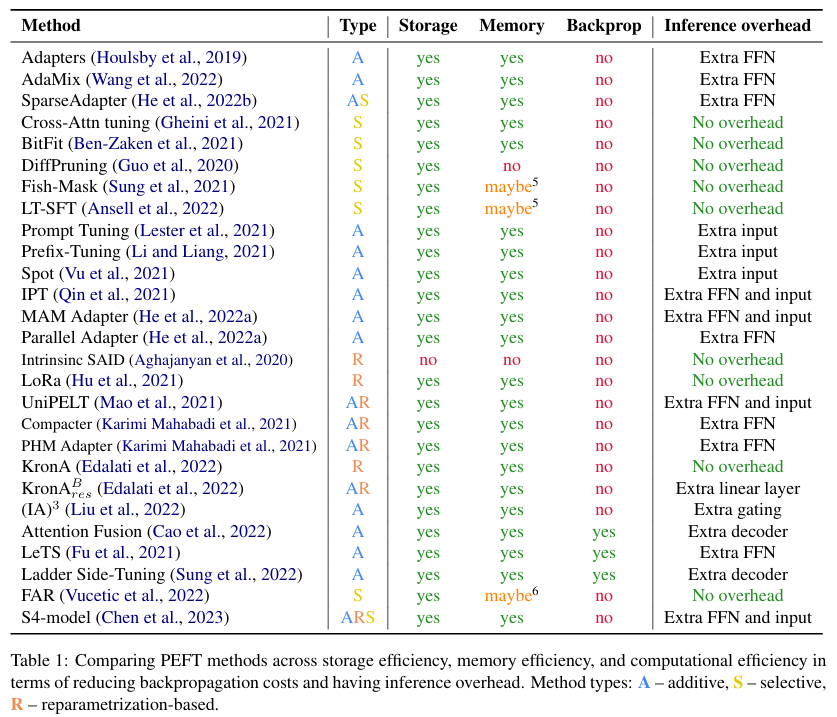 Method Type Storage Memory Backprop Inference overhead
Adapters (Houlsby et al., 2019) A yes yes no Extra FFN
AdaMix (Wang et al., 2022) A yes yes no Extra FFN
SparseAdapter (He et al., 2022b) AS yes yes no Extra FFN
Cross-Attn tuning (Gheini et al., 2021) S yes yes no No overhead
BitFit (Ben-Zaken et al., 2021) S yes yes no No overhead
DiffPruning (Guo et al., 2020) S yes no no No overhead
Fish-Mask (Sung et al., 2021) S yes maybe⁵ no No overhead
LT-SFT (Ansell et al., 2022) S yes maybe⁵ no No overhead
Prompt Tuning (Lester et al., 2021) A yes yes no Extra input
Prefix-Tuning (Li and Liang, 2021) A yes yes no Extra input
Spot (Vu et al., 2021) A yes yes no Extra input
IPT (Qin et al., 2021) A yes yes no Extra FFN and input
MAM Adapter (He et al., 2022a) A yes yes no Extra FFN and input
Parallel Adapter (He et al., 2022a) A yes yes no Extra FFN
Intrinsinc SAID (Aghajanyan et al., 2020) R no no no No overhead
LoRa (Hu et al., 2021) R yes yes no No overhead
UniPELT (Mao et al., 2021) AR yes yes no Extra FFN and input
Compacter (Karimi Mahabadi et al., 2021) AR yes yes no Extra FFN
PHM Adapter (Karimi Mahabadi et al., 2021) AR yes yes no Extra FFN
KronA (Edalati et al., 2022) R yes yes no No overhead
KronA^B_res (Edalati et al., 2022) AR yes yes no Extra linear layer
(IA)³ (Liu et al., 2022) A yes yes no Extra gating
Attention Fusion (Cao et al., 2022) A yes yes yes Extra decoder
LeTS (Fu et al., 2021) A yes yes yes Extra FFN
Ladder Side-Tuning (Sung et al., 2022) A yes yes yes Extra decoder
FAR (Vucetic et al., 2022) S yes maybe⁶ no No overhead
S4-model (Chen et al., 2023) ARS yes yes no Extra FFN and input
Table 1: Comparing PEFT methods across storage efficiency, memory efficiency, and computational efficiency in
terms of reducing backpropagation costs and having inference overhead. Method types: A – additive, S – selective,
R – reparametrization-based.